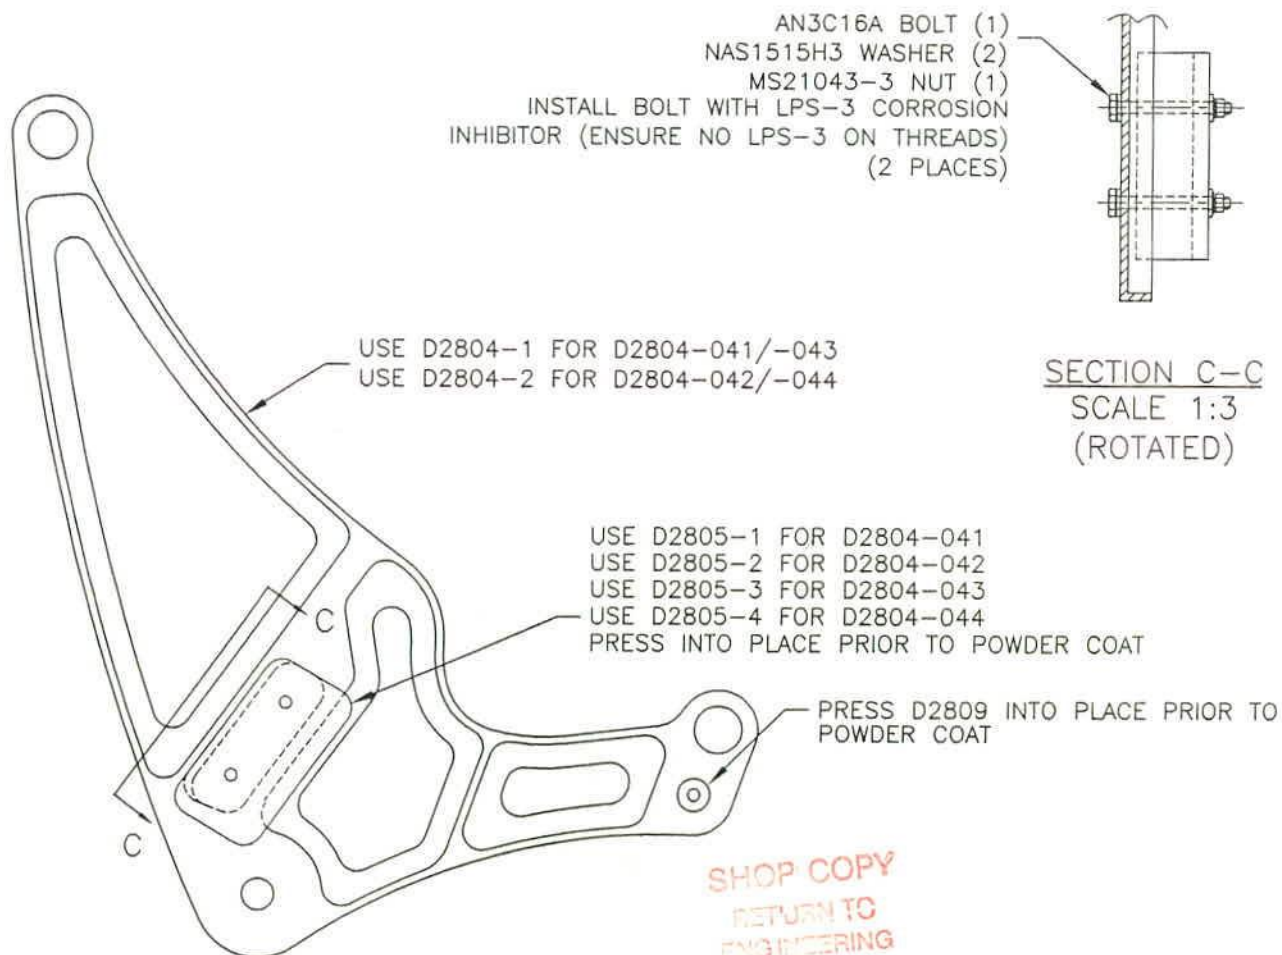 AN3C16A BOLT (1)
NAS1515H3 WASHER (2)
MS21043-3 NUT (1)
INSTALL BOLT WITH LPS-3 CORROSION
INHIBITOR (ENSURE NO LPS-3 ON THREADS)
(2 PLACES)
USE D2804-1 FOR D2804-041/-043
USE D2804-2 FOR D2804-042/-044
SECTION C-C
SCALE 1:3
(ROTATED)
USE D2805-1 FOR D2804-041
USE D2805-2 FOR D2804-042
USE D2805-3 FOR D2804-043
USE D2805-4 FOR D2804-044
PRESS INTO PLACE PRIOR TO POWDER COAT
C
PRESS D2809 INTO PLACE PRIOR TO
POWDER COAT
C
SHOP COPY
RETURN TO
ENGINEERING